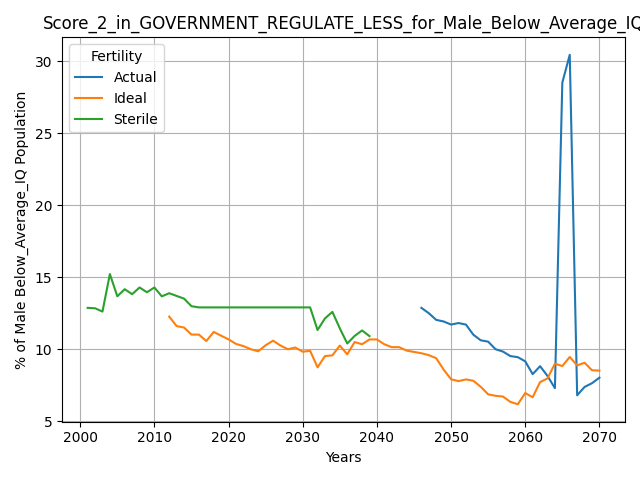 Score_2_in_GOVERNMENT_REGULATE_LESS_for_Male_Below_Average_IQ
Fertility
Actual
Ideal
Sterile
% of Male Below_Average_IQ Population
30
25
20
15
10
5
2000 2010 2020 2030 2040 2050 2060 2070
Years